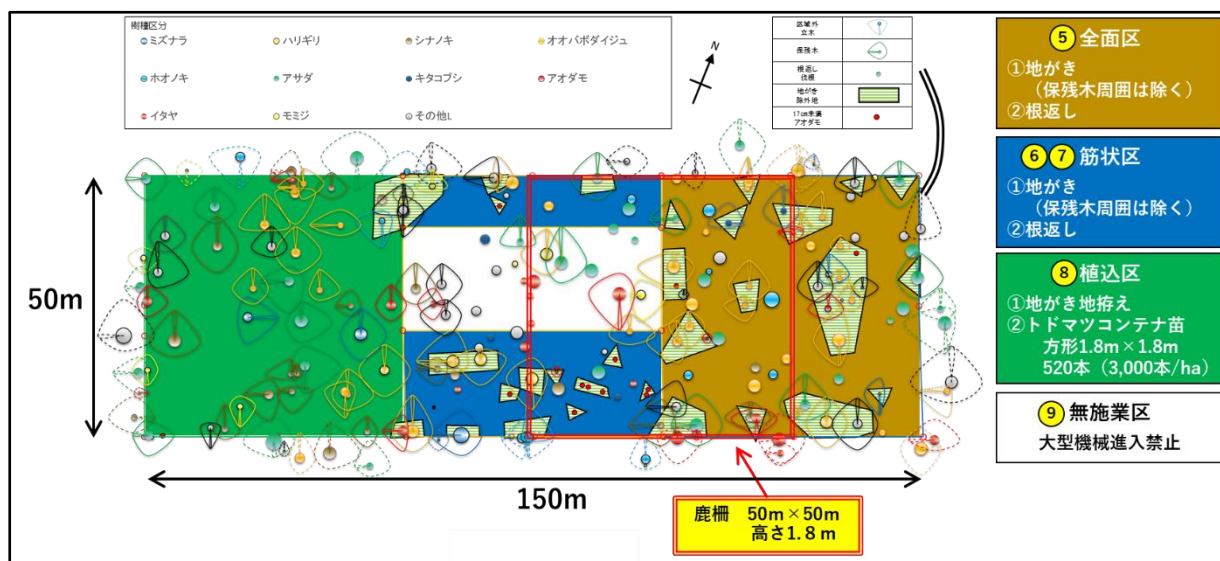 樹種区分
ミズナラ
ハリギリ
シナノキ
オオバボダイジュ
ホオノキ
アサダ
キタコブシ
アオダモ
イタヤ
モミジ
その他L
N
区域外
立木
保残木
根返し
伐根
地がき
除外地
17cm未満
アオダモ
50m
150m
鹿柵 50m×50m
高さ1.8m
⑤全面区
①地がき
(保残木周囲は除く)
②根返し
⑥⑦筋状区
①地がき
(保残木周囲は除く)
②根返し
⑧植込区
①地がき地拵え
②トドマツコンテナ苗
方形1.8m×1.8m
520本(3,000本/ha)
⑨無施業区
大型機械進入禁止